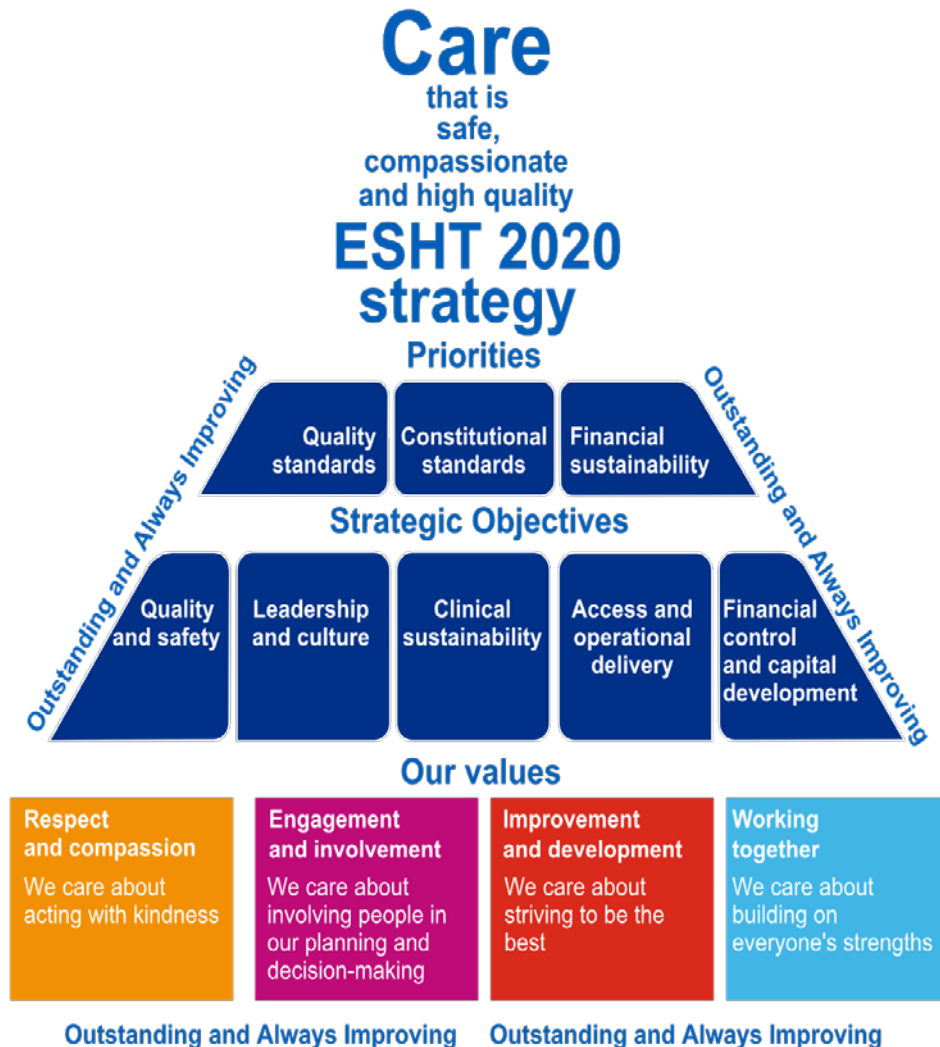 Care
that is
safe,
compassionate
and high quality
ESHT 2020
strategy
Priorities
Outstanding and Always Improving
Outstanding and Always Improving
Quality
standards
Constitutional
standards
Financial
sustainability
Strategic Objectives
Quality
and safety
Leadership
and culture
Clinical
sustainability
Access and
operational
delivery
Financial
control
and capital
development
Our values
Respect
and compassion
We care about
acting with kindness
Engagement
and involvement
We care about
involving people in
our planning and
decision-making
Improvement
and development
We care about
striving to be the
best
Working
together
We care about
building on
everyone's strengths
Outstanding and Always Improving
Outstanding and Always Improving